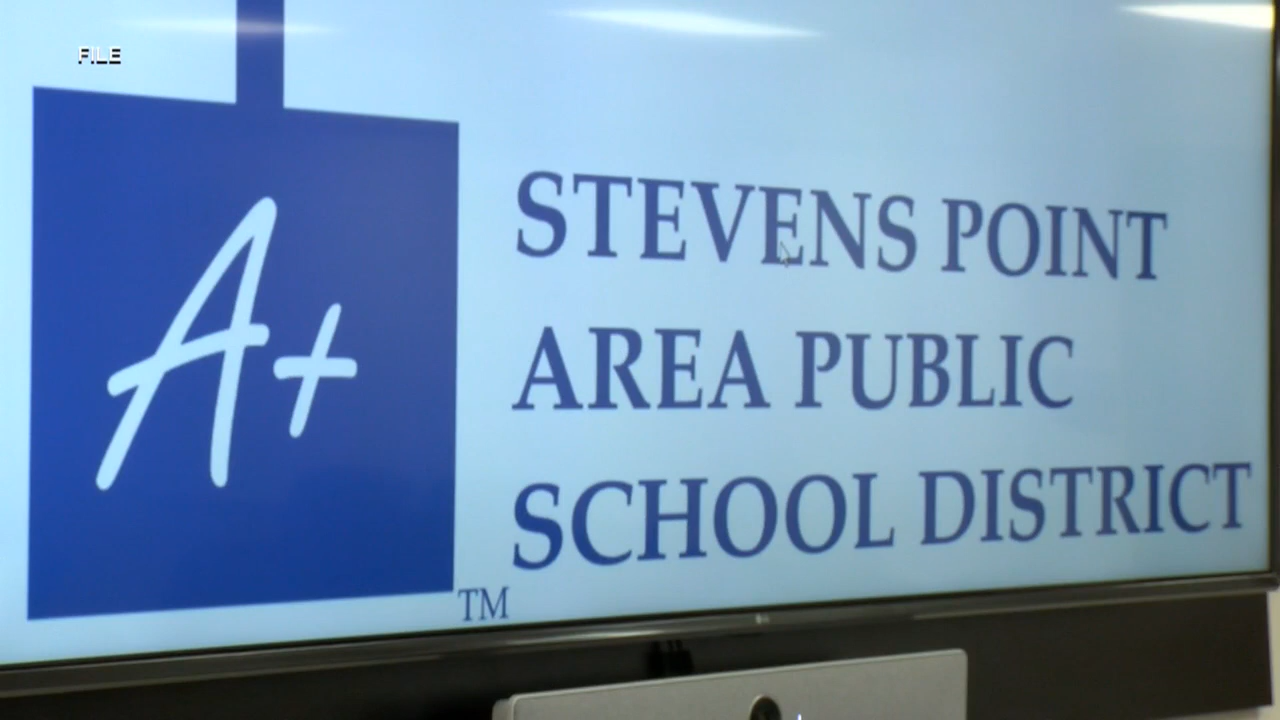 FILE
A+
STEVENS POINT
AREA PUBLIC
SCHOOL DISTRICT
TM